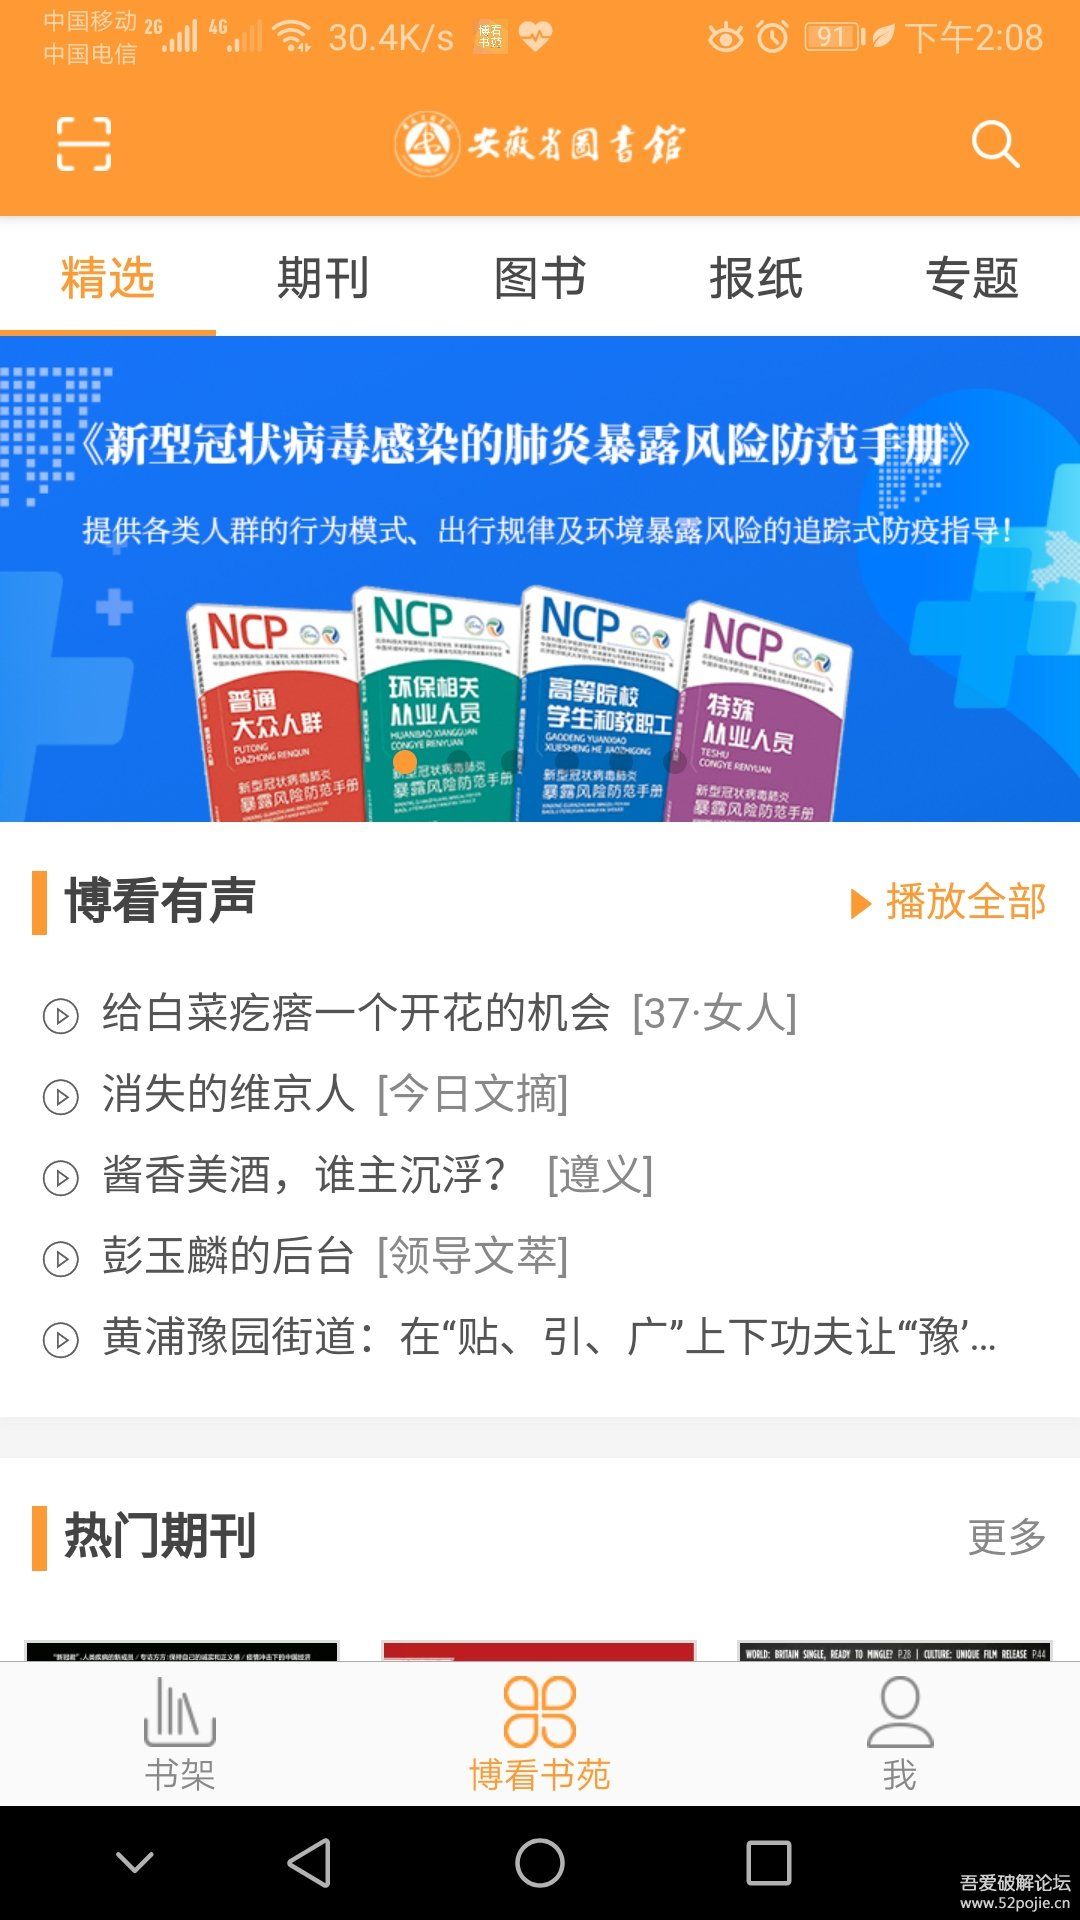 中国移动 2G 4G 30.4K/s 博看书苑 91 下午2:08
中国电信
安徽省图書館
精选 期刊 图书 报纸 专题
《新型冠状病毒感染的肺炎暴露风险防范手册》
提供各类人群的行为模式、出行规律及环境暴露风险的追踪式防疫指导!
NCP NCP NCP NCP
普通
大众人群
PUTONG
DAZHONG RENQUN
新型冠状病毒肺炎
暴露风险防范手册
环保相关
从业人员
HUANBAO XIANGGUAN
CONGYE RENYUAN
新型冠状病毒肺炎
暴露风险防范手册
高等院校
学生和教职工
GAODENG YUANXIAO
XUESHENG HE JIAOZHIGONG
新型冠状病毒肺炎
暴露风险防范手册
特殊
从业人员
TESHU
CONGYE RENYUAN
新型冠状病毒肺炎
暴露风险防范手册
博看有声 播放全部
给白菜疙瘩一个开花的机会 [37·女人]
消失的维京人 [今日文摘]
酱香美酒，谁主沉浮？ [遵义]
彭玉麟的后台 [领导文萃]
黄浦豫园街道：在“贴、引、广”上下功夫让“‘豫’...
热门期刊 更多
WORLD: BRITAIN SINGLE, READY TO MINGLE? P.28 | CULTURE: UNIQUE FILM RELEASE P.44
书架 博看书苑 我
吾爱破解论坛
www.52pojie.cn